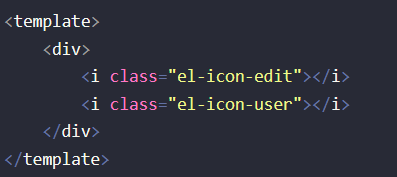 <template>
    <div>
        <i class="el-icon-edit"></i>
        <i class="el-icon-user"></i>
    </div>
</template>